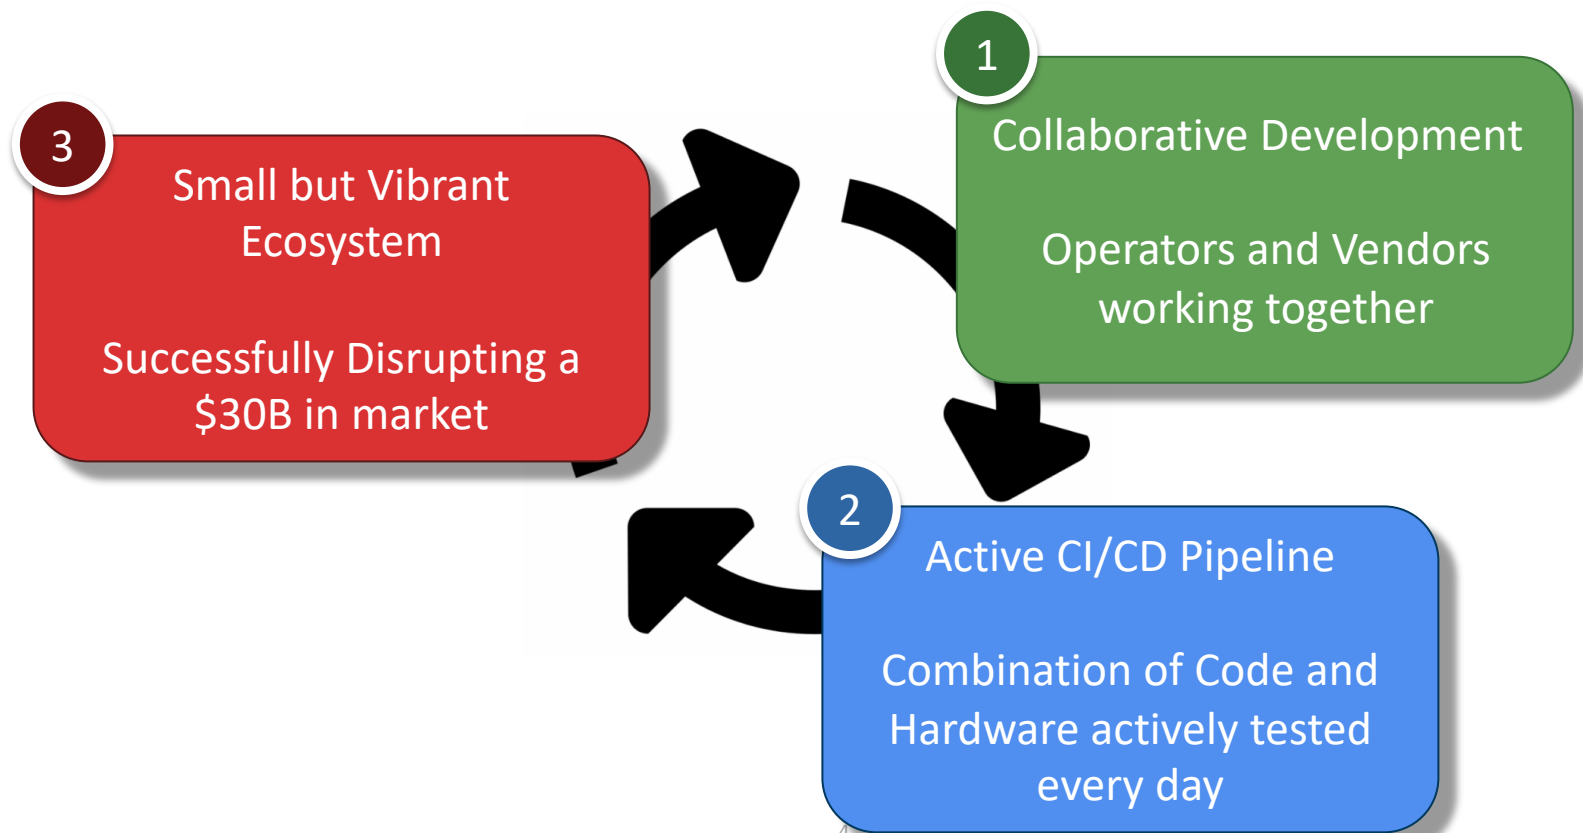 1
Collaborative Development
Operators and Vendors
working together
2
Active CI/CD Pipeline
Combination of Code and
Hardware actively tested
every day
3
Small but Vibrant
Ecosystem
Successfully Disrupting a
$30B in market